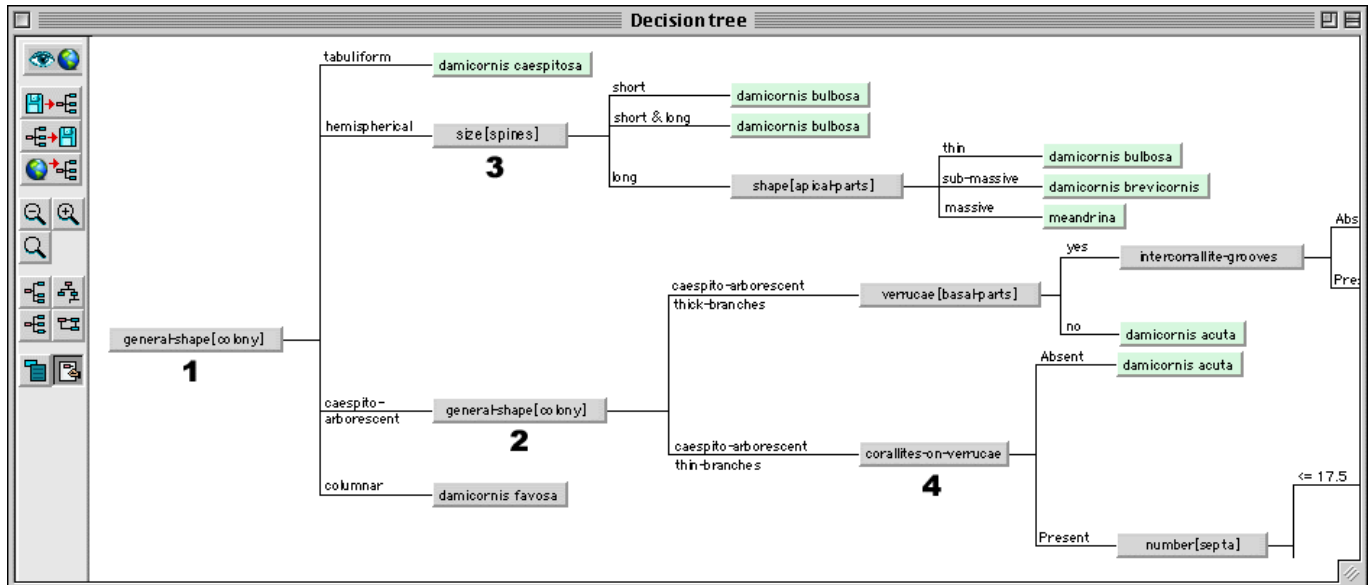 Decision tree
tabuliform
damicornis caespitosa
short
damicornis bulbosa
short & long
damicornis bulbosa
hemispherical
size[spines]
3
thin
damicornis bulbosa
long
shape[apical-parts]
sub-massive
damicornis brevicornis
massive
meandrina
Abs
yes
intercorrallite-grooves
Pres
caespito-arborescent
thick-branches
verrucae[basal-parts]
no
damicornis acuta
general-shape[colony]
1
Absent
damicornis acuta
caespito-
arborescent
general-shape[colony]
2
caespito-arborescent
thin-branches
corallites-on-verrucae
4
<= 17.5
columnar
damicornis favosa
Present
number[septa]